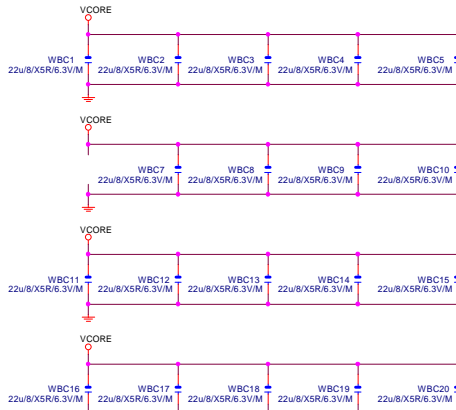 VCORE
WBC1 WBC2 WBC3 WBC4 WBC5
22u/8/X5R/6.3V/M 22u/8/X5R/6.3V/M 22u/8/X5R/6.3V/M 22u/8/X5R/6.3V/M 22u/8/X5R/6.3V/M
VCORE
WBC7 WBC8 WBC9 WBC10
22u/8/X5R/6.3V/M 22u/8/X5R/6.3V/M 22u/8/X5R/6.3V/M 22u/8/X5R/6.3V/M
VCORE
WBC11 WBC12 WBC13 WBC14 WBC15
22u/8/X5R/6.3V/M 22u/8/X5R/6.3V/M 22u/8/X5R/6.3V/M 22u/8/X5R/6.3V/M 22u/8/X5R/6.3V/M
VCORE
WBC16 WBC17 WBC18 WBC19 WBC20
22u/8/X5R/6.3V/M 22u/8/X5R/6.3V/M 22u/8/X5R/6.3V/M 22u/8/X5R/6.3V/M 22u/8/X5R/6.3V/M